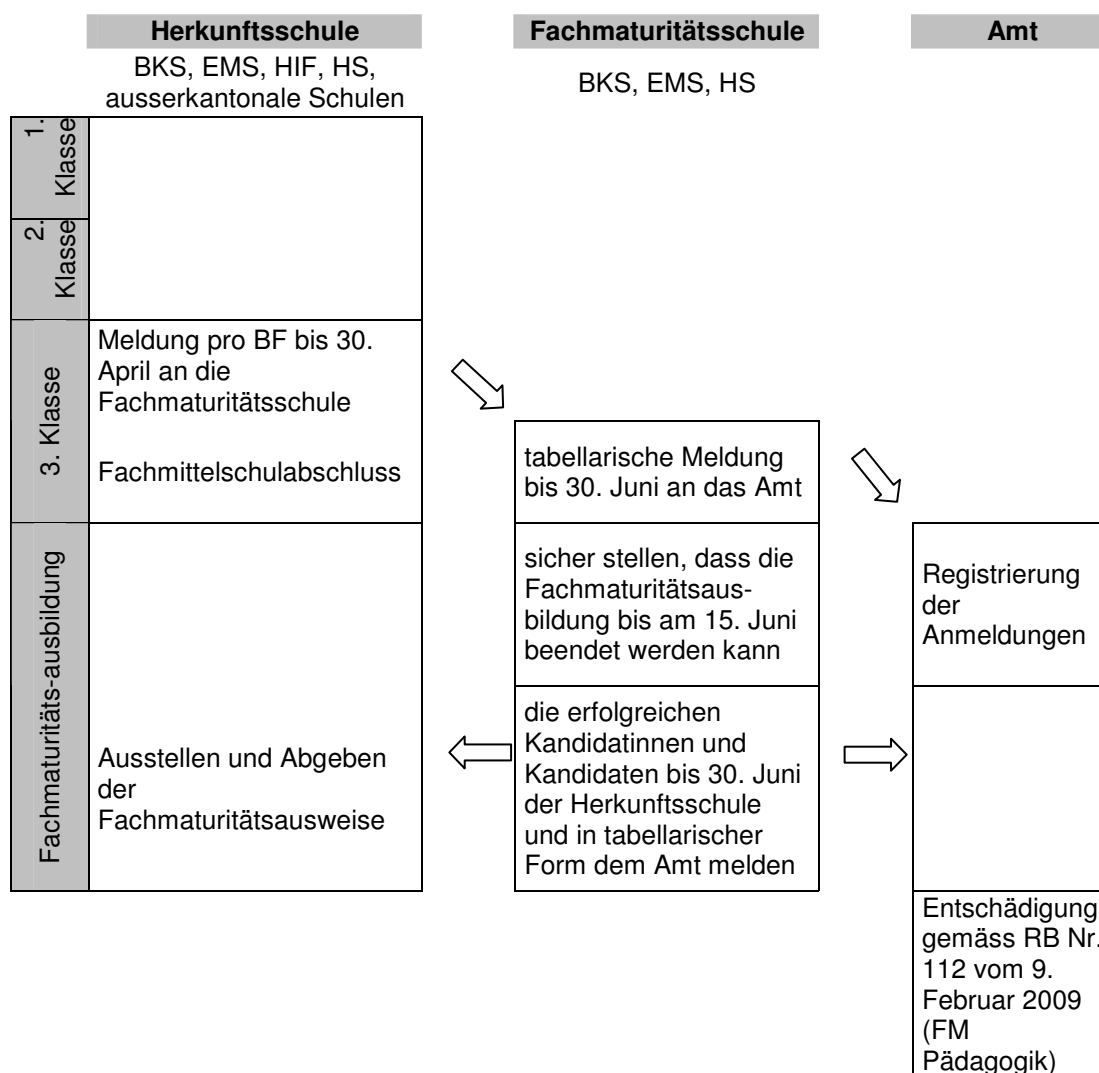 Herkunftsschule
Fachmaturitätsschule
Amt
BKS, EMS, HIF, HS,
ausserkantonale Schulen
BKS, EMS, HS
1.
Klasse
2.
Klasse
3. Klasse
Meldung pro BF bis 30.
April an die
Fachmaturitätsschule
Fachmittelschulabschluss
tabellarische Meldung
bis 30. Juni an das Amt
Fachmaturitäts-ausbildung
sicher stellen, dass die
Fachmaturitätsaus-
bildung bis am 15. Juni
beendet werden kann
Registrierung
der
Anmeldungen
Ausstellen und Abgeben
der
Fachmaturitätsausweise
die erfolgreichen
Kandidatinnen und
Kandidaten bis 30. Juni
der Herkunftsschule
und in tabellarischer
Form dem Amt melden
Entschädigung
gemäss RB Nr.
112 vom 9.
Februar 2009
(FM
Pädagogik)